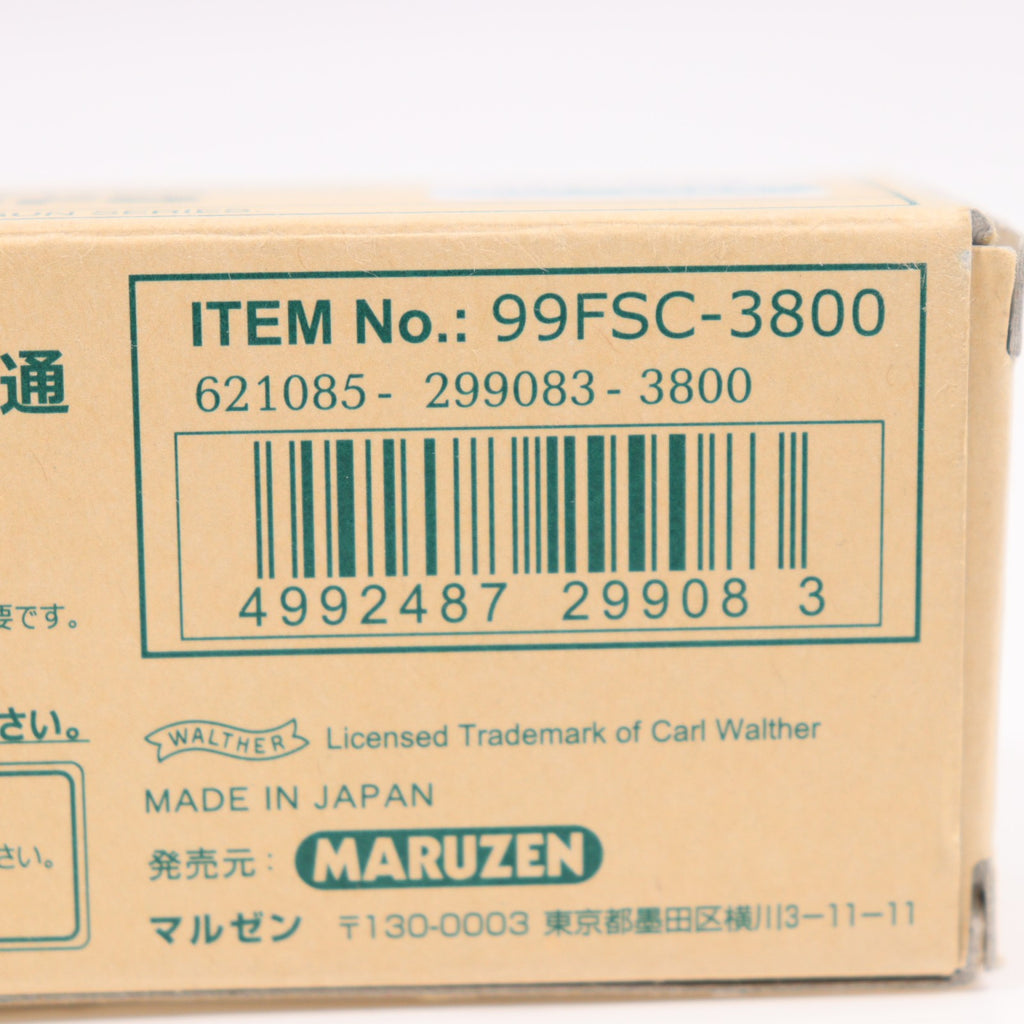 GUN SERIES
通
ITEM No.: 99FSC-3800
621085- 299083-3800
4992487 29908 3
要です。
さい。
WALTHER Licensed Trademark of Carl Walther
MADE IN JAPAN
さい。
発売元: MARUZEN
マルゼン 〒130-0003 東京都墨田区横川3-11-11